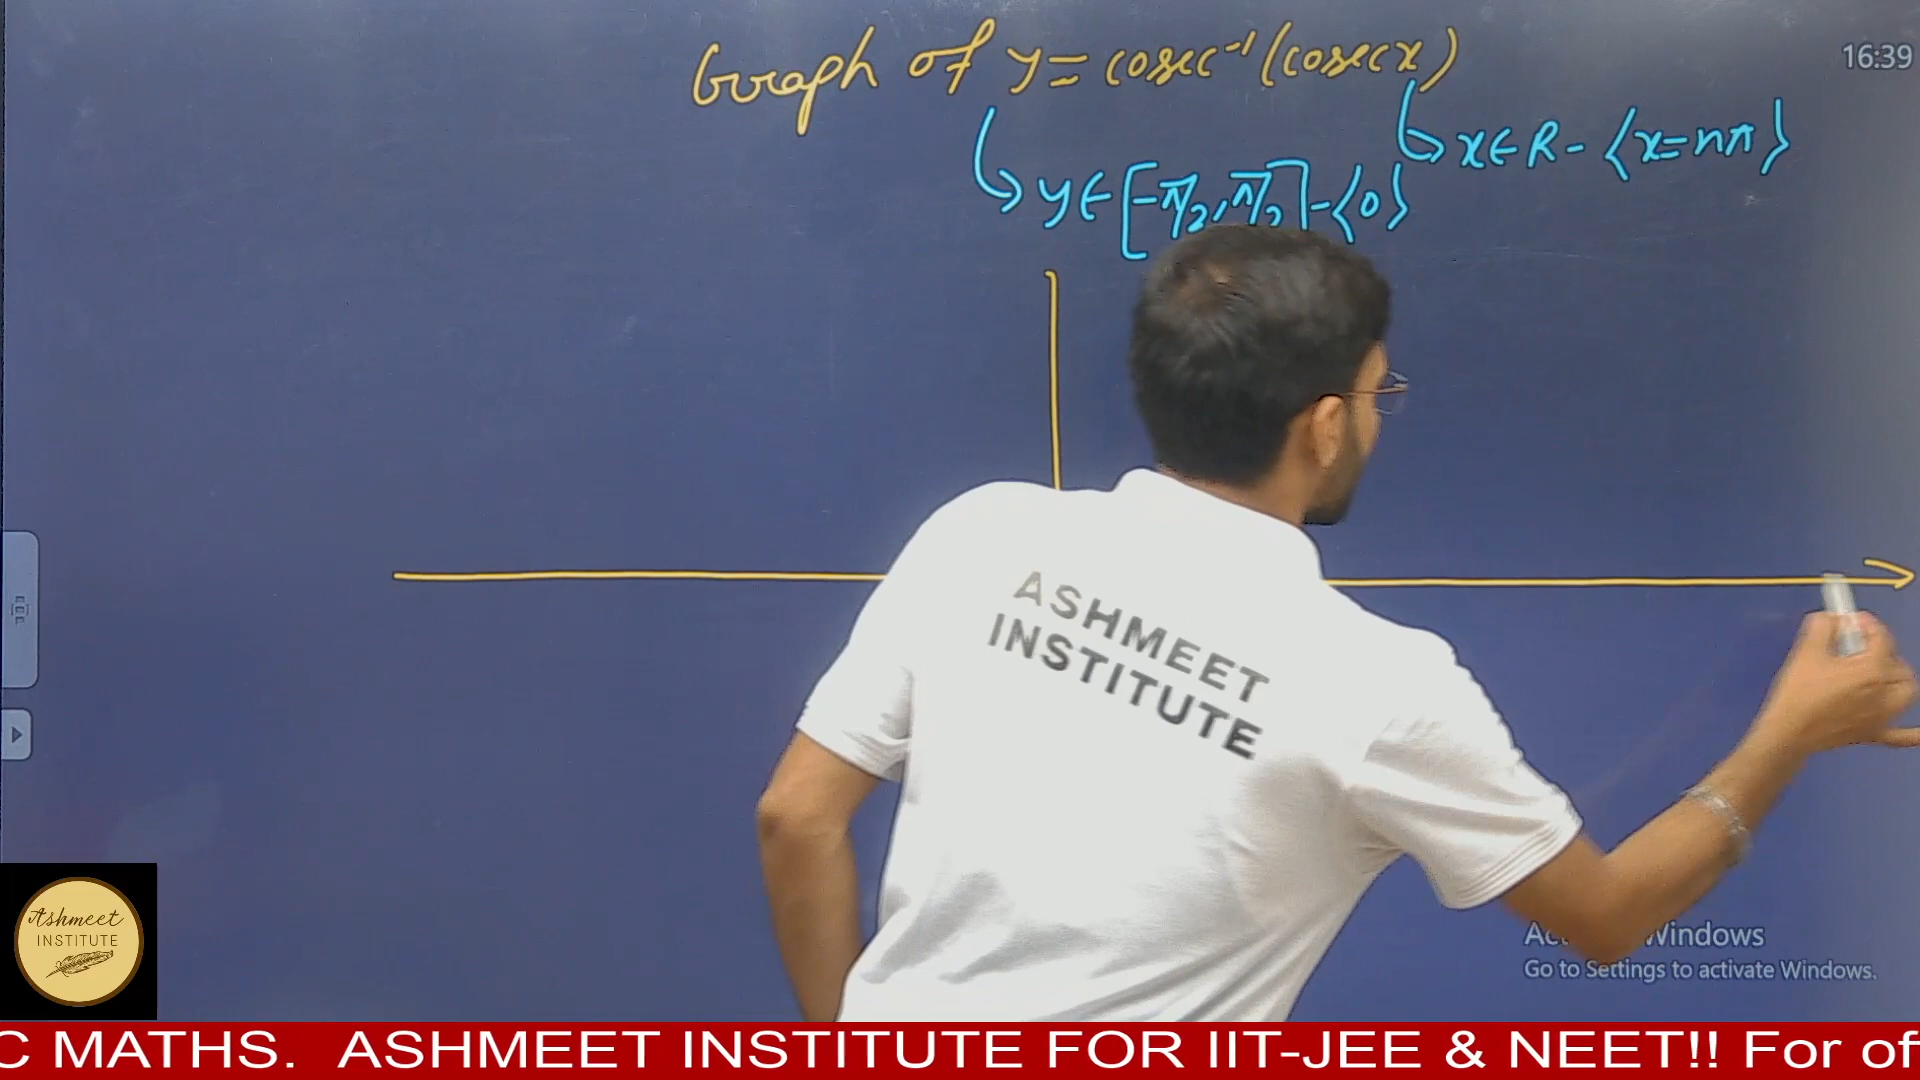 Graph of y = cosec⁻¹(cosec x)
16:39
x ∈ R - {x = nπ}
y ∈ [-π/2, π/2] - {0}
ASHMEET
INSTITUTE
Ashmeet
INSTITUTE
Windows
Go to Settings to activate Windows.
C MATHS. ASHMEET INSTITUTE FOR IIT-JEE & NEET!! For of